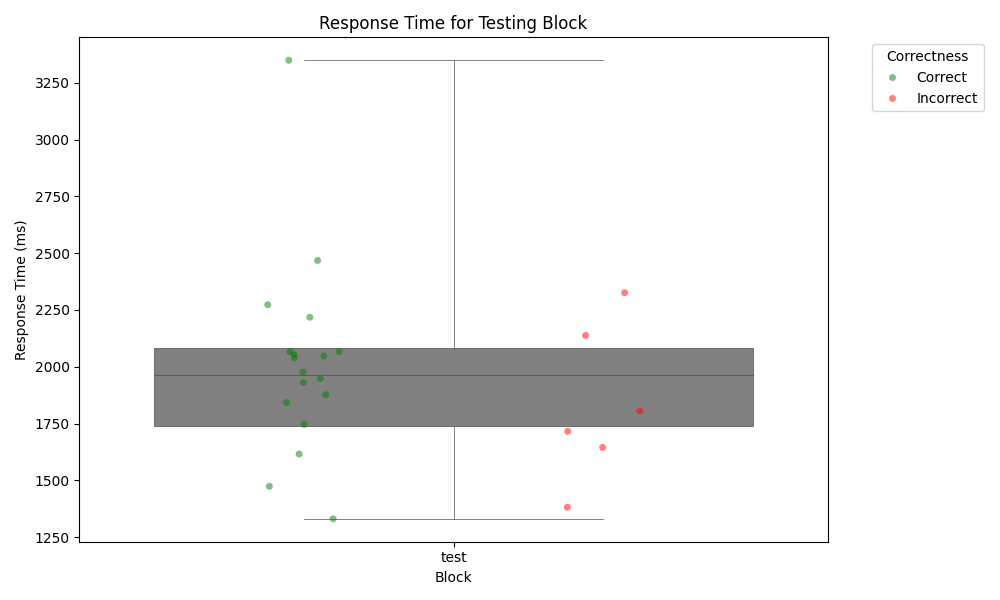 Response Time for Testing Block
Correctness
Correct
Incorrect
Response Time (ms)
3250
3000
2750
2500
2250
2000
1750
1500
1250
test
Block